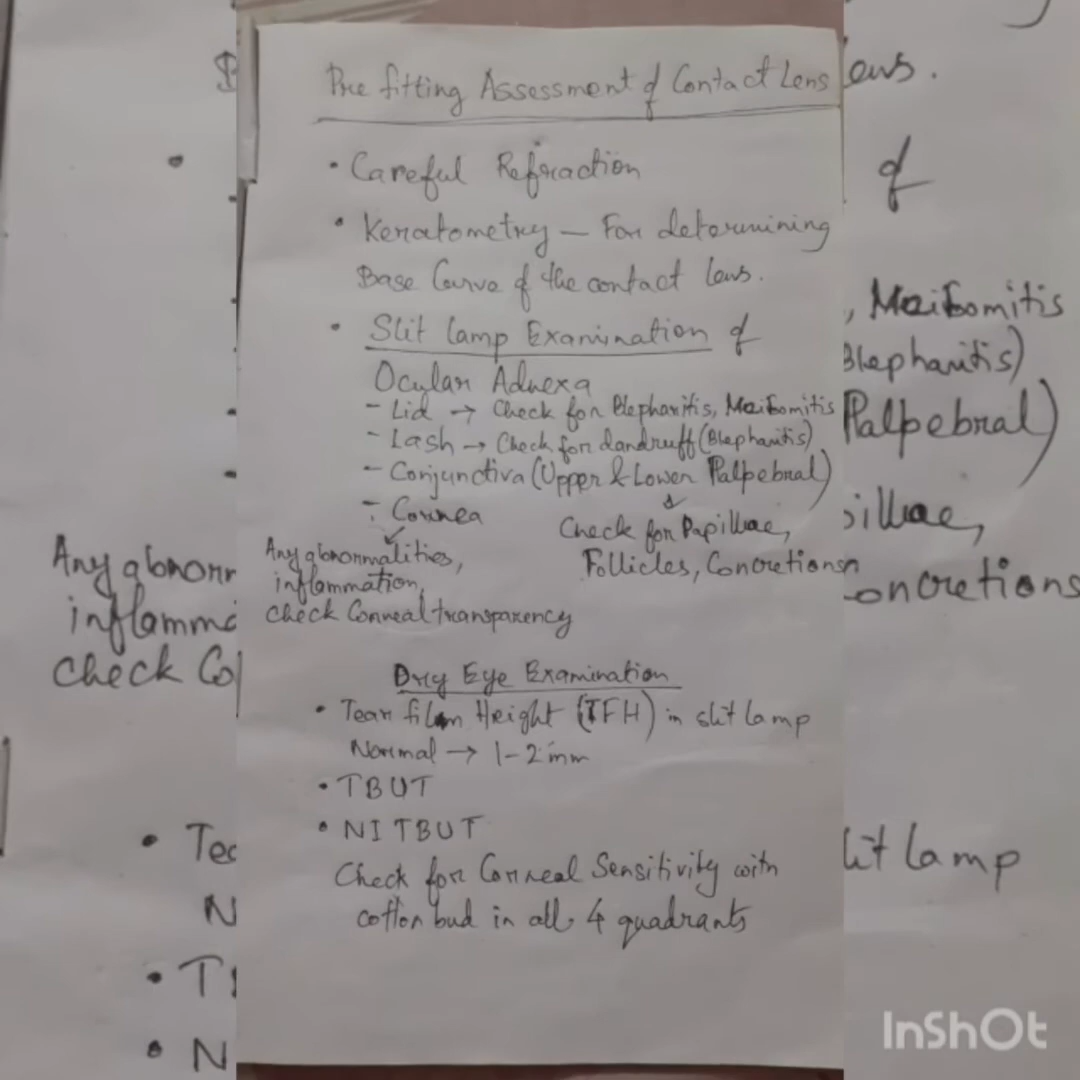 Pre fitting Assessment of Contact Lens
• Careful Refraction
• Keratometry — For determining
Base Curve of the contact lens.
• Slit lamp Examination of
Ocular Adnexa
- Lid → Check for Blepharitis, Meibomitis
- Lash → Check for dandruff (Blepharitis)
- Conjunctiva (Upper & Lower Palpebral)
- Cornea
Check for Papillae,
Follicles, Concretions
Any abnormalities,
inflammation,
check Corneal transparency
Dry Eye Examination
• Tear film Height (TFH) in slit lamp
Normal → 1-2 mm
• TBUT
• NITBUT
Check for Corneal Sensitivity with
cotton bud in all 4 quadrants
InShOt